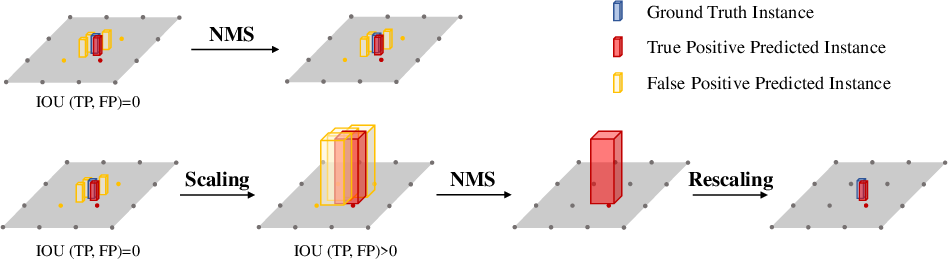 NMS
Ground Truth Instance
True Positive Predicted Instance
False Positive Predicted Instance
IOU (TP, FP)=0
Scaling
NMS
Rescaling
IOU (TP, FP)=0
IOU (TP, FP)>0